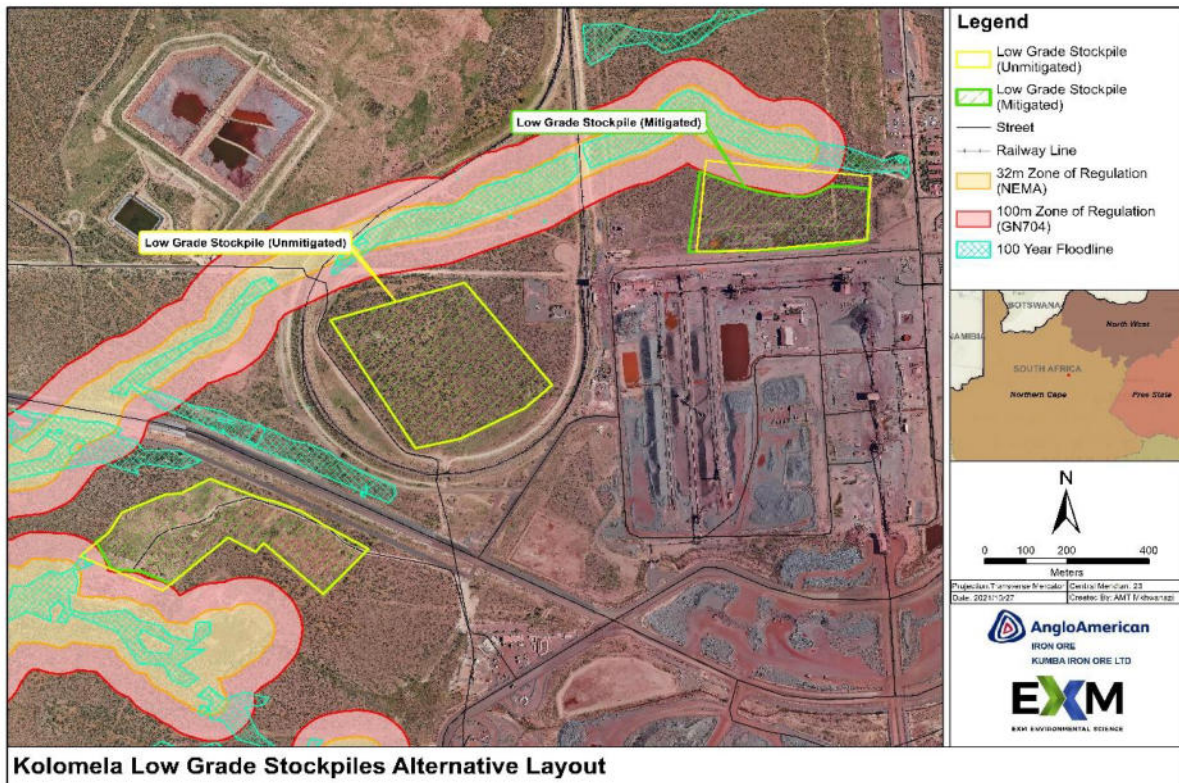 Legend
Low Grade Stockpile
(Unmitigated)
Low Grade Stockpile
(Mitigated)
Street
Railway Line
32m Zone of Regulation
(NEMA)
100m Zone of Regulation
(GN704)
100 Year Floodline
Low Grade Stockpile (Mitigated)
Low Grade Stockpile (Unmitigated)
BOTSWANA
NAMIBI
North West
SOUTH AFRICA
Northern Cape
Free State
N
0 100 200 400
Meters
Projection: Transverse Mercator Central Meridian: 23
Date: 2021/10/27 Created By: AMT Mkhwanazi
AngloAmerican
IRON ORE
KUMBA IRON ORE LTD
EXM
EXM ENVIRONMENTAL SCIENCE
Kolomela Low Grade Stockpiles Alternative Layout